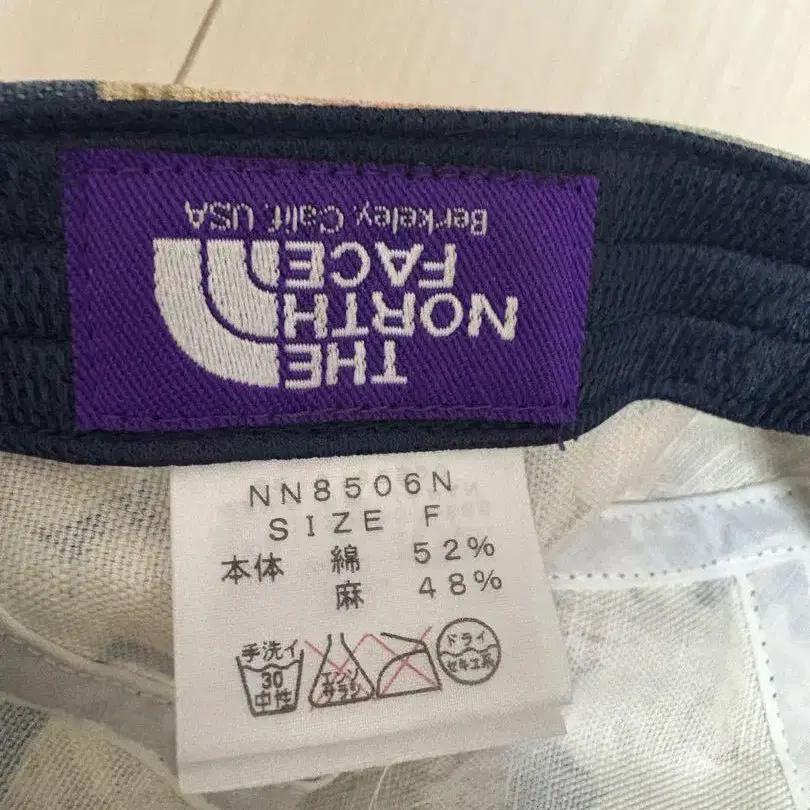 THE
NORTH
FACE
Berkeley, Calif. USA
NN8506N
SIZE F
本体 綿 52%
麻 48%
手洗イ
30
中性
エンソ
サラシ
ドライ
セキユ系